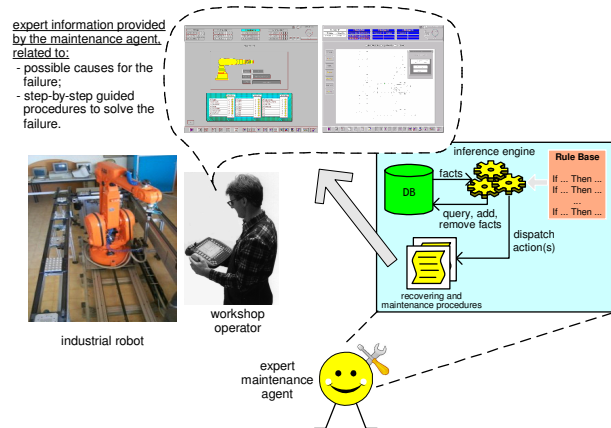 expert information provided
by the maintenance agent,
related to:
- possible causes for the
failure;
- step-by-step guided
procedures to solve the
failure.
inference engine
Rule Base
facts
DB
If ... Then ...
If ... Then ...
...
If ... Then ...
query, add,
remove facts
dispatch
action(s)
recovering and
maintenance procedures
workshop
operator
industrial robot
expert
maintenance
agent